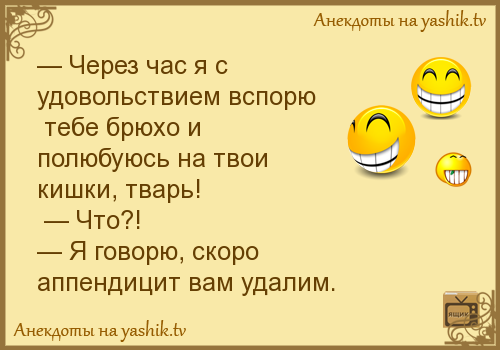 Анекдоты на yashik.tv
— Через час я с
удовольствием вспорю
тебе брюхо и
полюбуюсь на твои
кишки, тварь!
— Что?!
— Я говорю, скоро
аппендицит вам удалим.
ЯЩИК
Анекдоты на yashik.tv